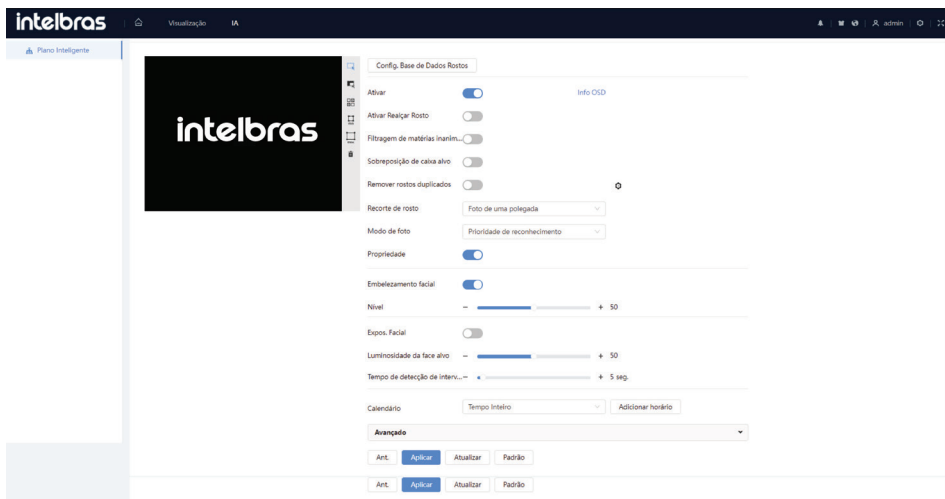 intelbras
Visualização
IA
admin
Plano Inteligente
intelbras
Config. Base de Dados Rostos
Ativar
Info OSD
Ativar Realçar Rosto
Filtragem de matérias inanim...
Sobreposição de caixa alvo
Remover rostos duplicados
Recorte de rosto
Foto de uma polegada
Modo de foto
Prioridade de reconhecimento
Propriedade
Embelezamento facial
Nível
- + 50
Expos. Facial
Luminosidade da face alvo
- + 50
Tempo de detecção de interv...
- + 5 seg.
Calendário
Tempo Inteiro
Adicionar horário
Avançado
Ant. Aplicar Atualizar Padrão
Ant. Aplicar Atualizar Padrão